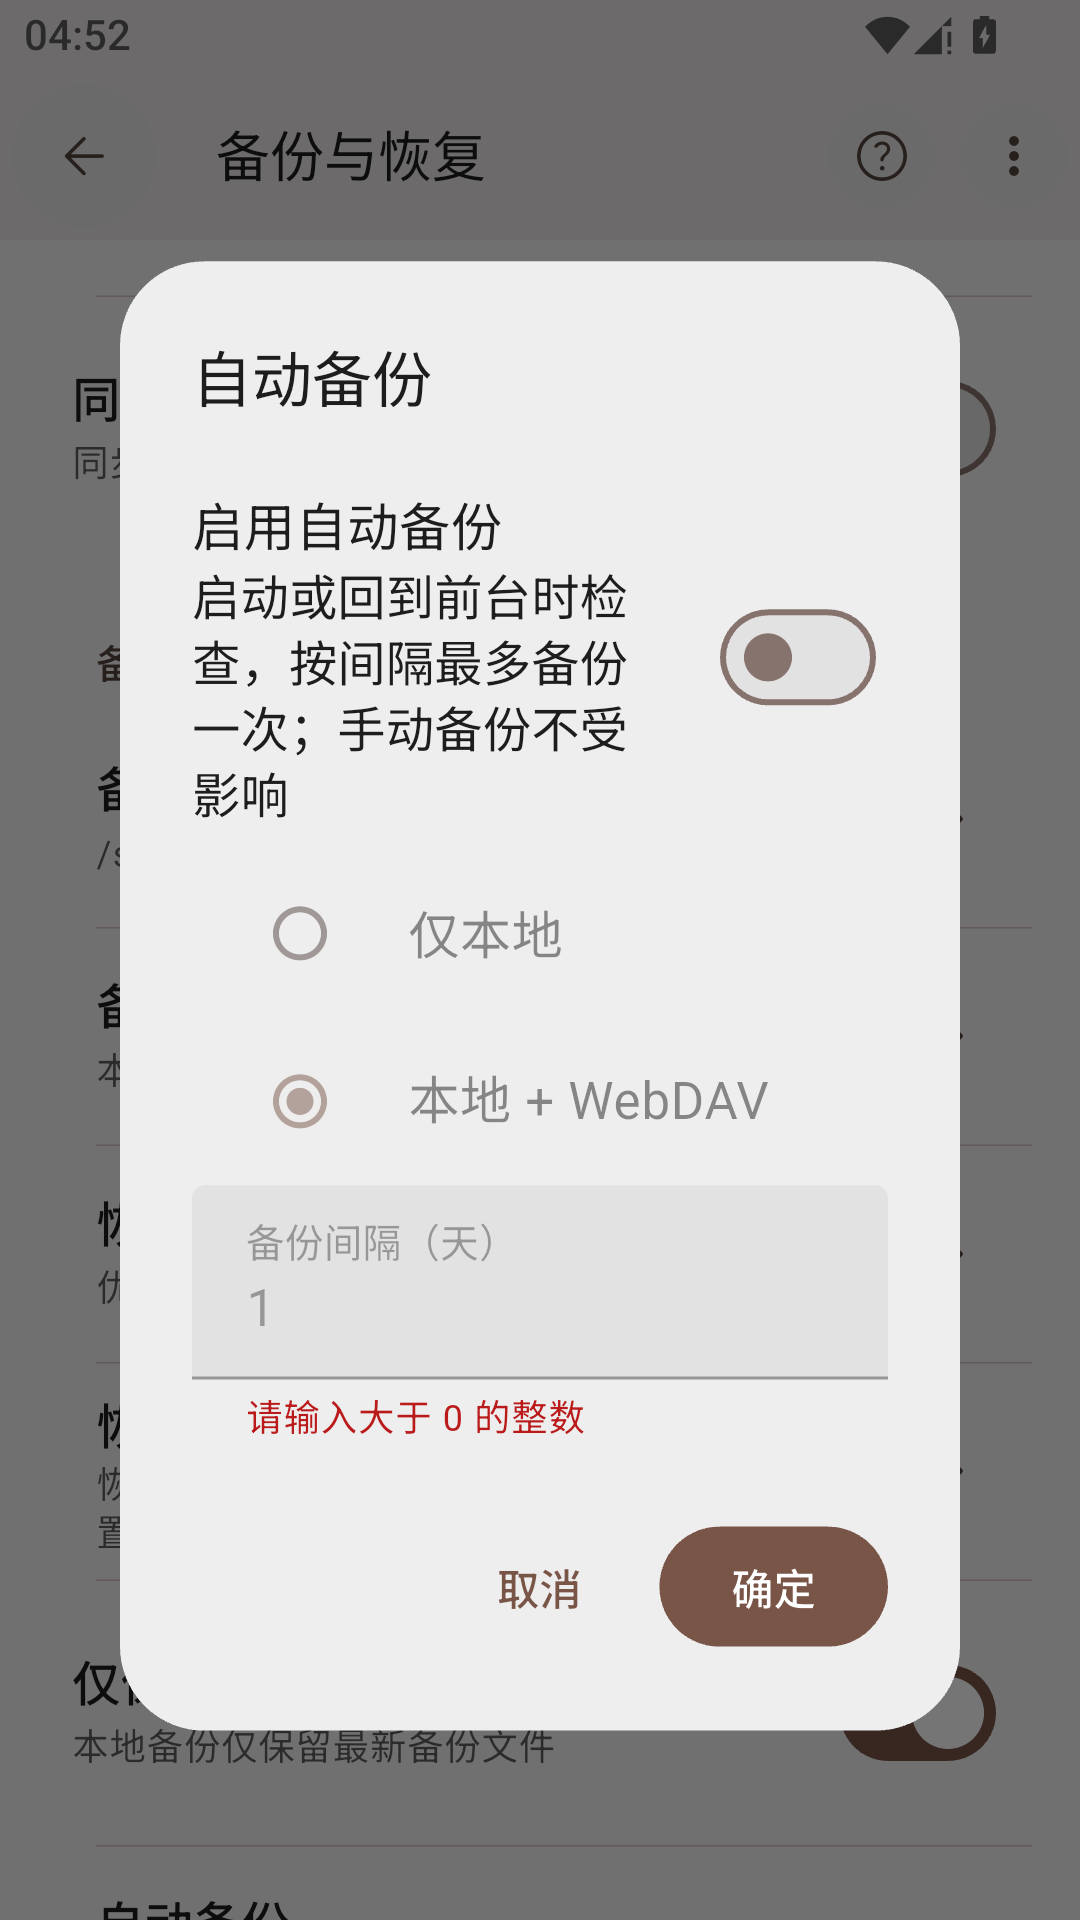 04:52
备份与恢复
自动备份
启用自动备份
启动或回到前台时检
查，按间隔最多备份
一次；手动备份不受
影响
仅本地
本地 + WebDAV
备份间隔（天）
1
请输入大于 0 的整数
取消
确定
本地备份仅保留最新备份文件
自动备份